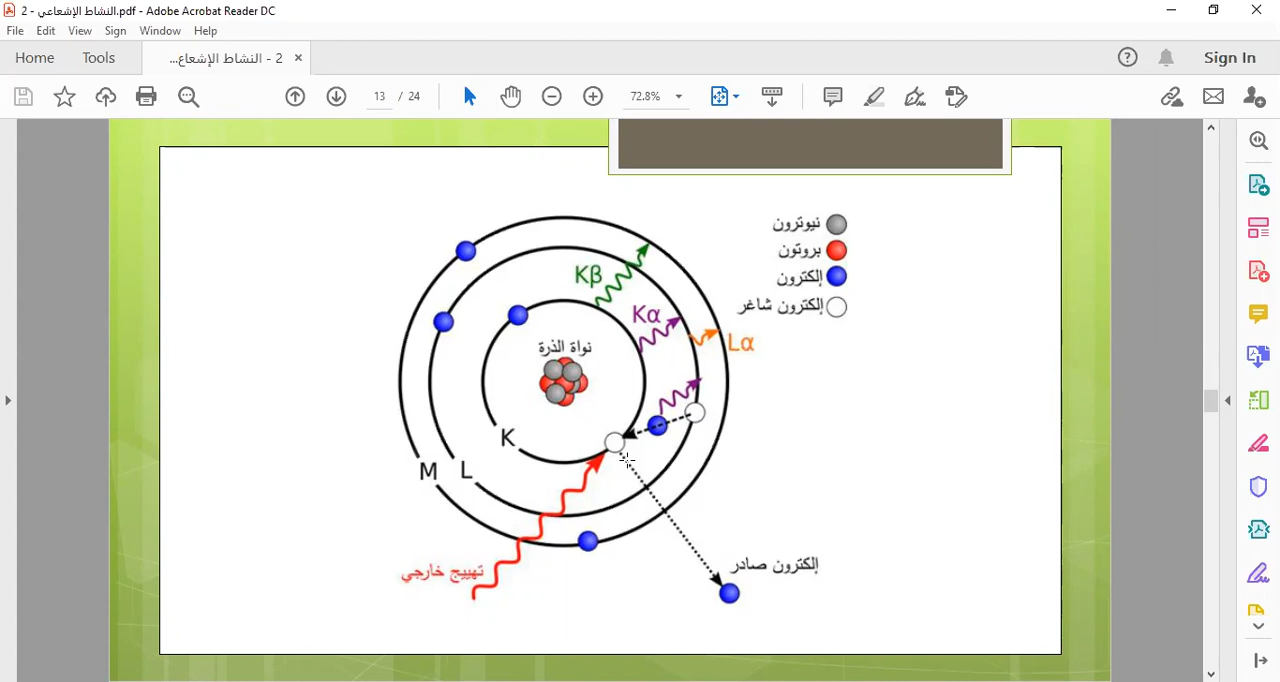 2 - النشاط الإشعاعي.pdf - Adobe Acrobat Reader DC
File Edit View Sign Window Help
Home Tools 2 - النشاط الإشعاع... × Sign In
13 / 24 72.8%
نيوترون
بروتون
إلكترون
إلكترون شاغر
Kβ
Kα
Lα
نواة الذرة
K
L
M
تهييج خارجي
إلكترون صادر